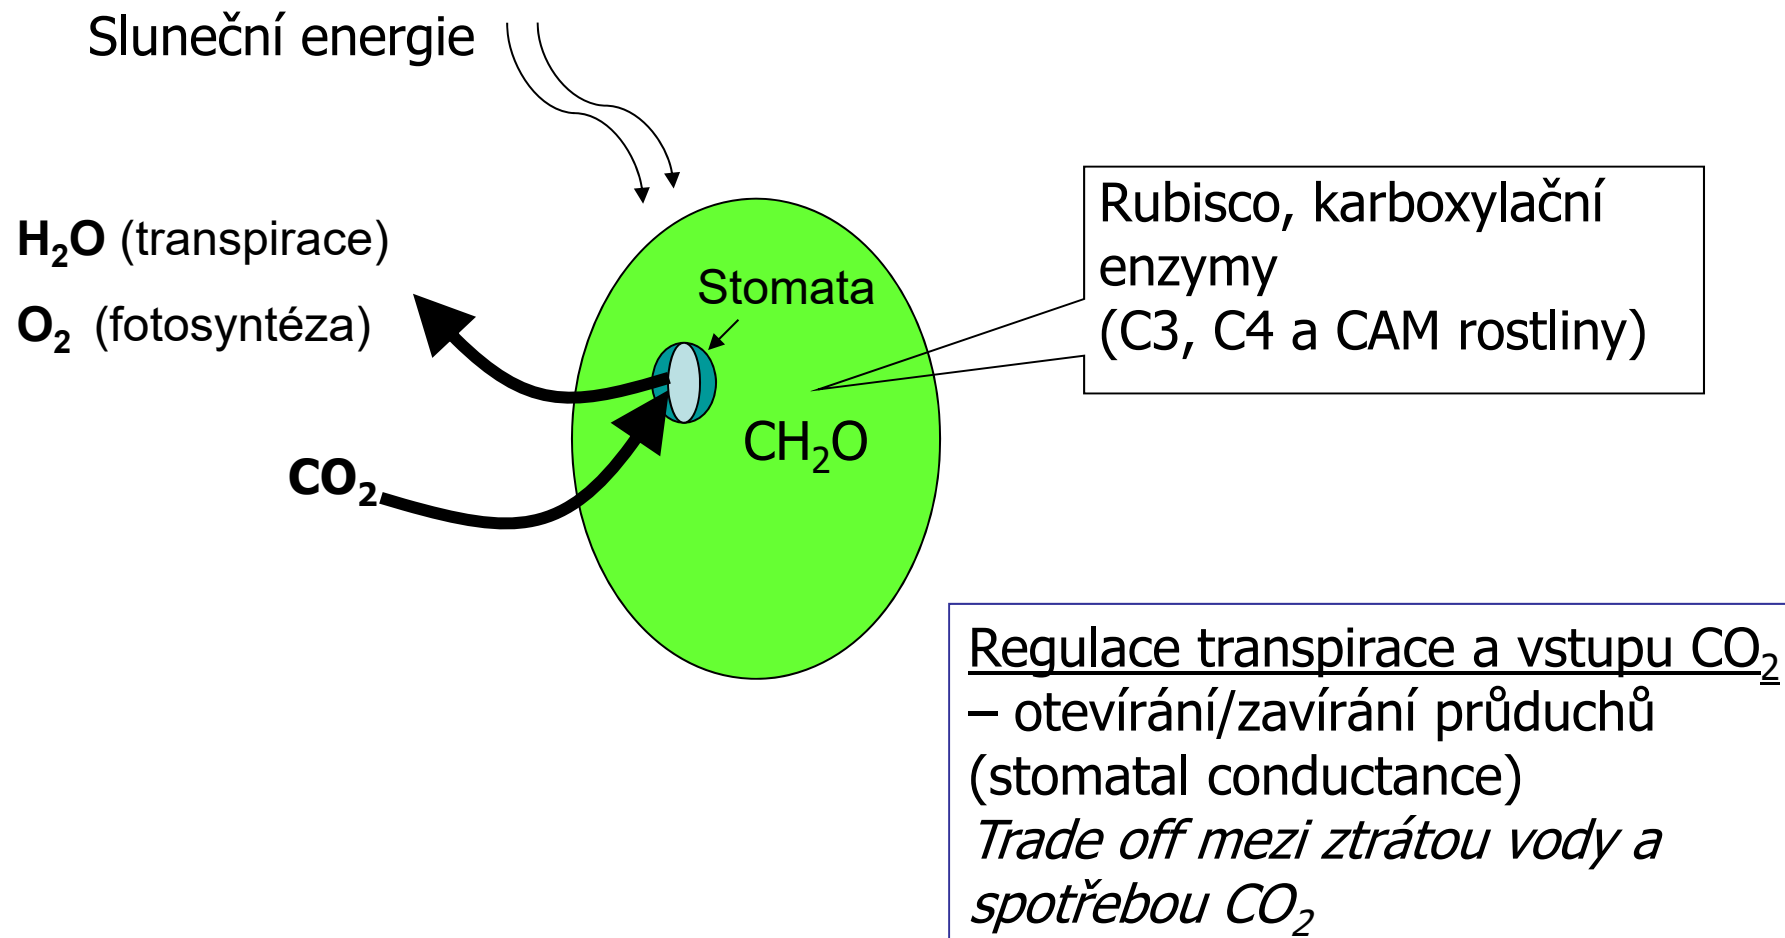 Sluneční energie
H₂O (transpirace)
O₂ (fotosyntéza)
Stomata
CO₂
CH₂O
Rubisco, karboxylační
enzymy
(C3, C4 a CAM rostliny)
Regulace transpirace a vstupu CO₂
– otevírání/zavírání průduchů
(stomatal conductance)
Trade off mezi ztrátou vody a
spotřebou CO₂